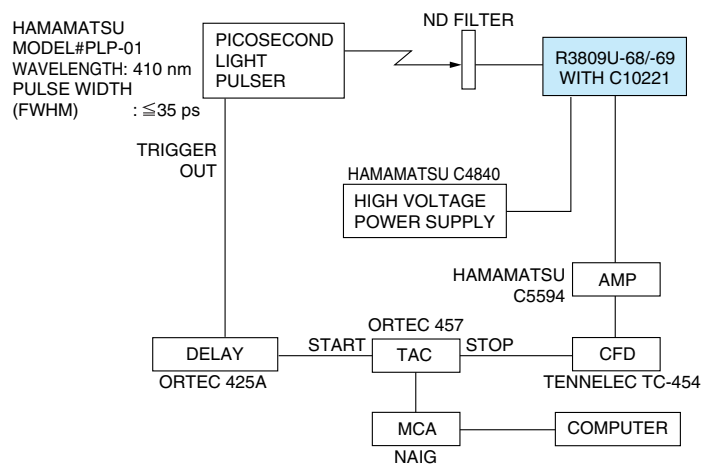 HAMAMATSU
MODEL#PLP-01
WAVELENGTH: 410 nm
PULSE WIDTH
(FWHM) : ≦35 ps
PICOSECOND
LIGHT
PULSER
ND FILTER
R3809U-68/-69
WITH C10221
TRIGGER
OUT
HAMAMATSU C4840
HIGH VOLTAGE
POWER SUPPLY
HAMAMATSU
C5594
AMP
ORTEC 457
DELAY
START
TAC
STOP
CFD
ORTEC 425A
TENNELEC TC-454
MCA
COMPUTER
NAIG